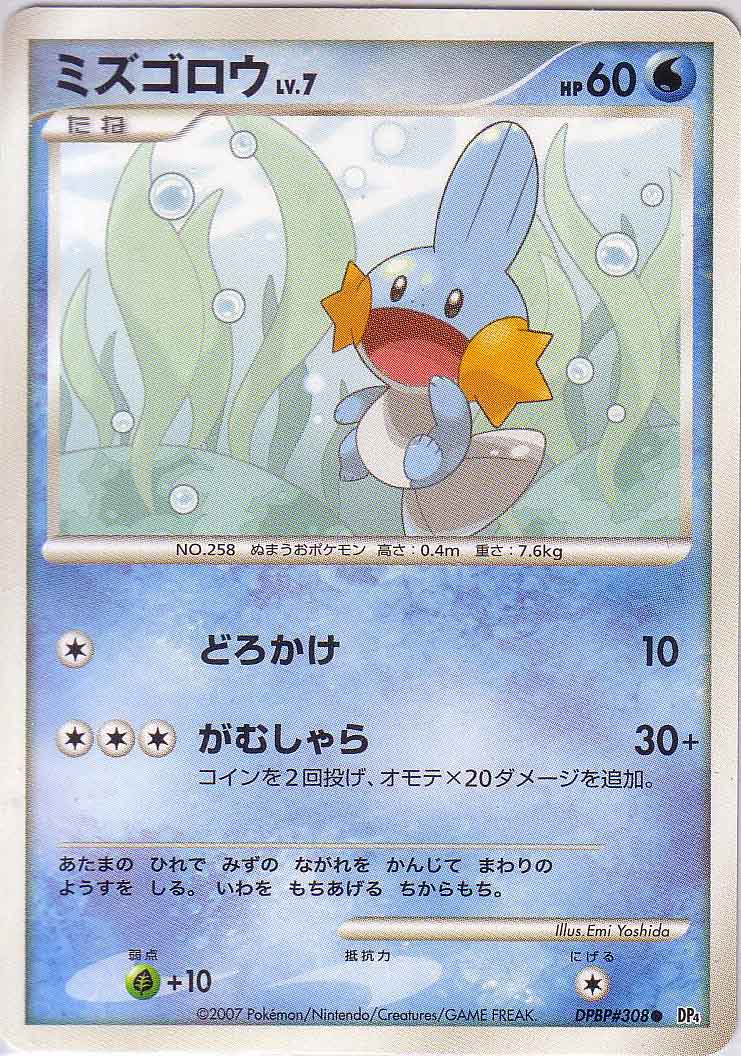 ミズゴロウ LV.7 HP60
たね
NO.258 ぬまうおポケモン 高さ：0.4m 重さ：7.6kg
どろかけ 10
がむしゃら 30+
コインを2回投げ、オモテ×20ダメージを追加。
あたまの ひれで みずの ながれを かんじて まわりの
ようすを しる。 いわを もちあげる ちからもち。
Illus.Emi Yoshida
弱点 抵抗力 にげる
+10
©2007 Pokémon/Nintendo/Creatures/GAME FREAK. DPBP#308 DP4